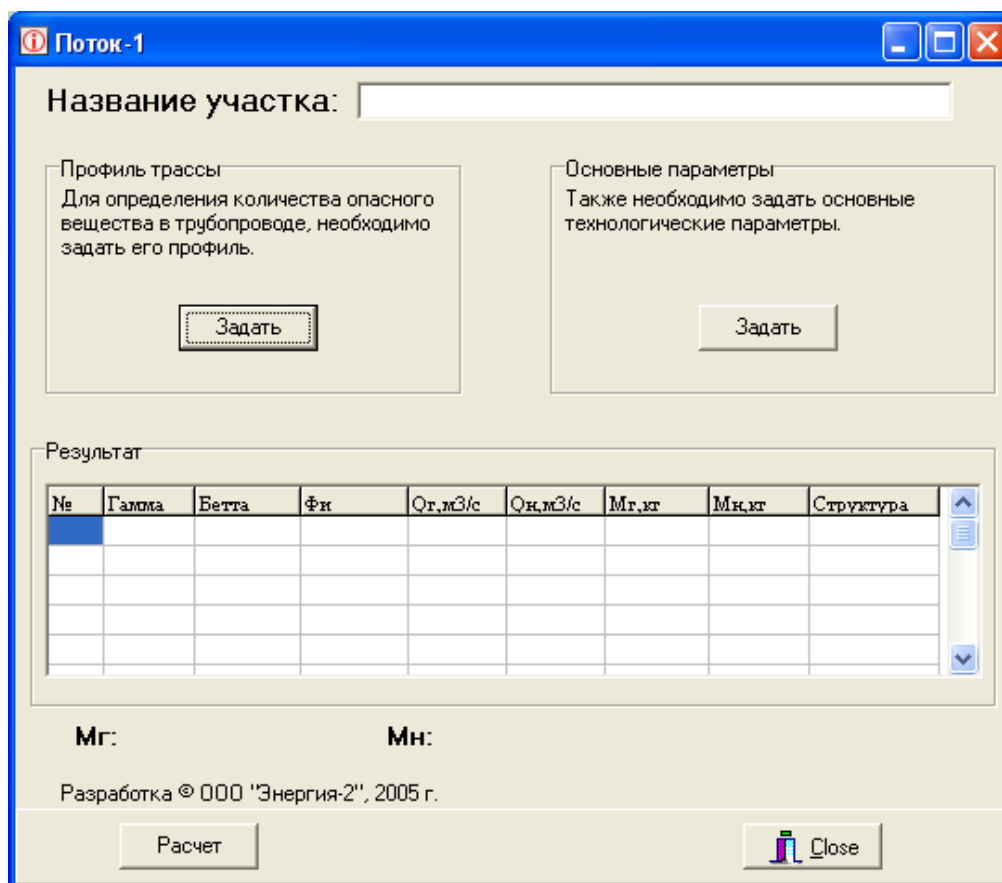 Поток-1
Название участка:
Профиль трассы
Для определения количества опасного
вещества в трубопроводе, необходимо
задать его профиль.
Задать
Основные параметры
Также необходимо задать основные
технологические параметры.
Задать
Результат
№ Гамма Бетта Фи Qг,м3/с Qн,м3/с Мг,кг Мн,кг Структура
Мг: Мн:
Разработка © ООО "Энергия-2", 2005 г.
Расчет Close